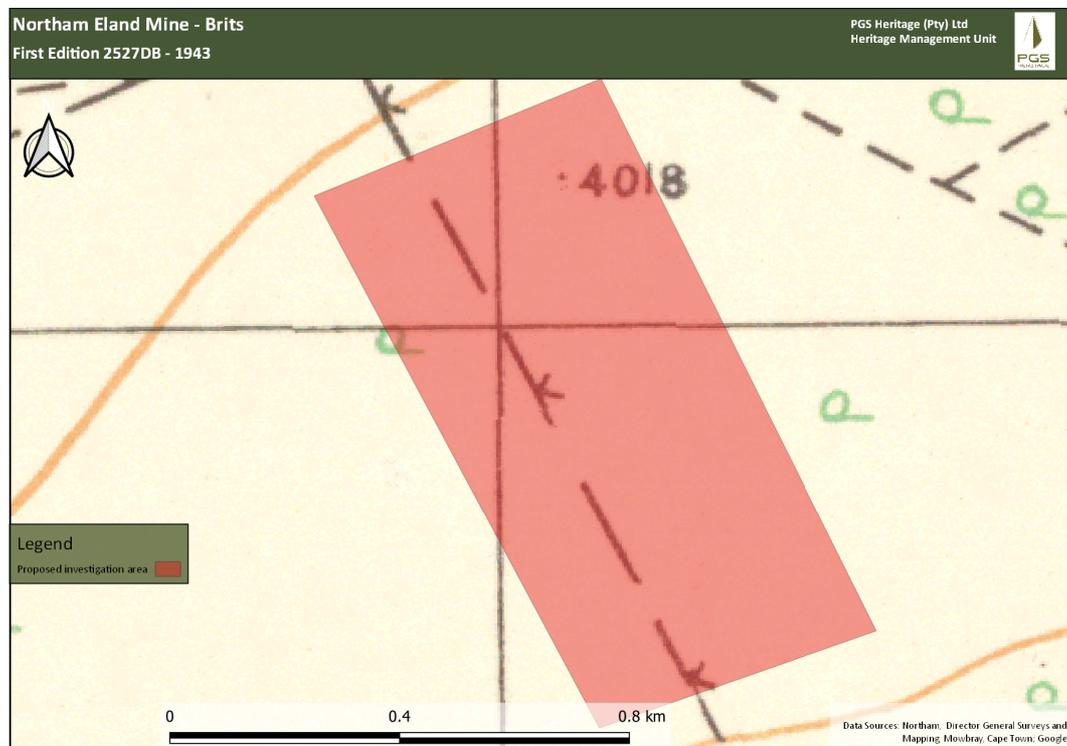 Northam Eland Mine - Brits
First Edition 2527DB - 1943
PGS Heritage (Pty) Ltd
Heritage Management Unit
PGS
HERITAGE
4018
Legend
Proposed investigation area
0 0.4 0.8 km
Data Sources: Northam, Director General Surveys and
Mapping, Mowbray, Cape Town; Google